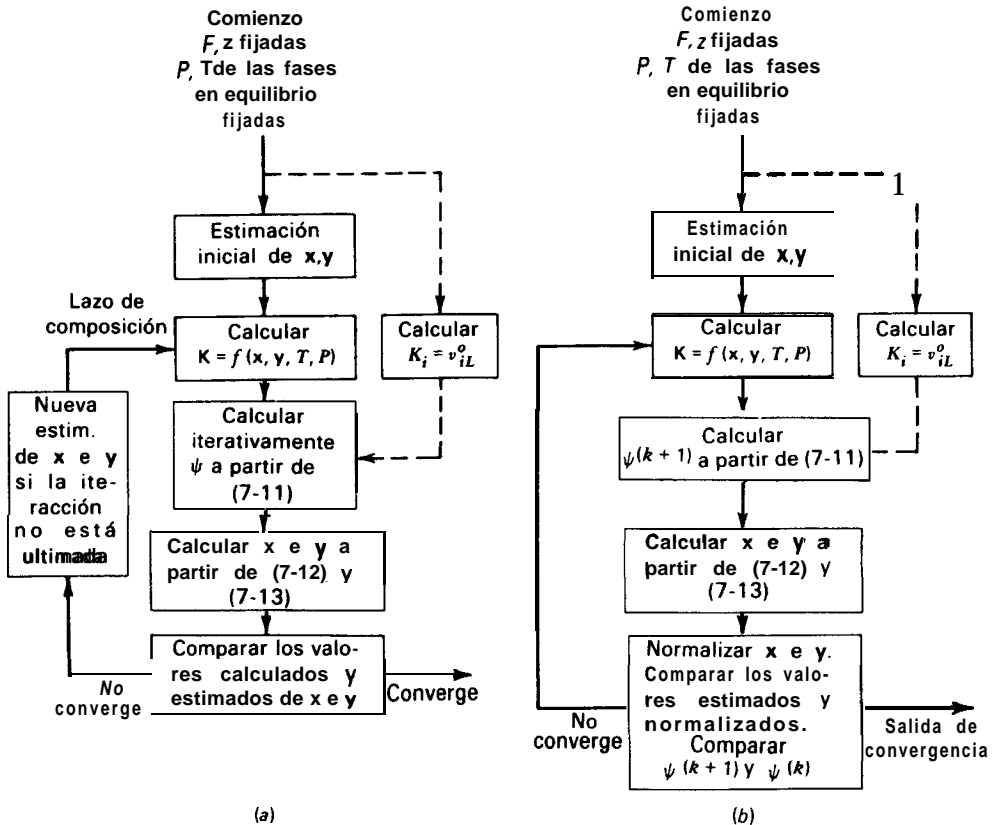 Comienzo
F, z fijadas
P, T de las fases
en equilibrio
fijadas
Estimación
inicial de x,y
Lazo de
composición
Calcular
K = f (x, y, T, P)
Calcular
K_i = v^o_{iL}
Nueva
estim.
de x e y
si la ite-
racción
no está
ultimada
Calcular
iterativamente
ψ a partir de
(7-11)
Calcular x e y a
partir de (7-12) y
(7-13)
Comparar los valo-
res calculados y
estimados de x e y
No
converge
Converge
(a)
Comienzo
F, z fijadas
P, T de las fases
en equilibrio
fijadas
1
Estimación
inicial de x,y
Calcular
K = f (x, y, T, P)
Calcular
K_i = v^o_{iL}
Calcular
ψ^(k + 1) a partir de (7-11)
Calcular x e y a
partir de (7-12) y
(7-13)
Normalizar x e y.
Comparar los valo-
res estimados y
normalizados.
Comparar
ψ^(k + 1) y ψ^(k)
No
converge
Salida de
convergencia
(b)